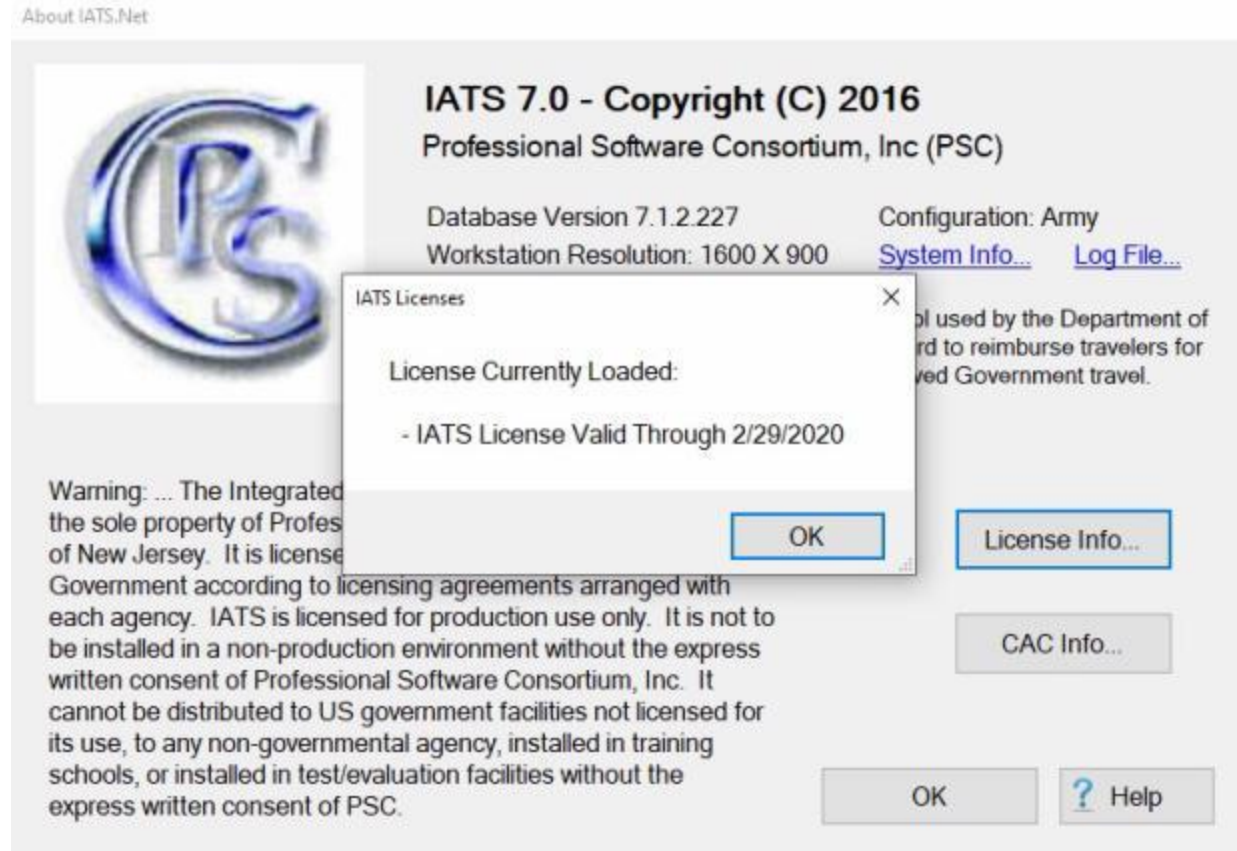 About IATS.Net
IATS 7.0 - Copyright (C) 2016
Professional Software Consortium, Inc (PSC)
Database Version 7.1.2.227
Configuration: Army
Workstation Resolution: 1600 X 900
System Info...
Log File...
CPS
IATS Licenses
License Currently Loaded:
- IATS License Valid Through 2/29/2020
OK
used by the Department of
to reimburse travelers for
Government travel.
Warning: ... The Integrated
the sole property of Profes
of New Jersey. It is license
Government according to licensing agreements arranged with
each agency. IATS is licensed for production use only. It is not to
be installed in a non-production environment without the express
written consent of Professional Software Consortium, Inc. It
cannot be distributed to US government facilities not licensed for
its use, to any non-governmental agency, installed in training
schools, or installed in test/evaluation facilities without the
express written consent of PSC.
License Info...
CAC Info...
OK
? Help